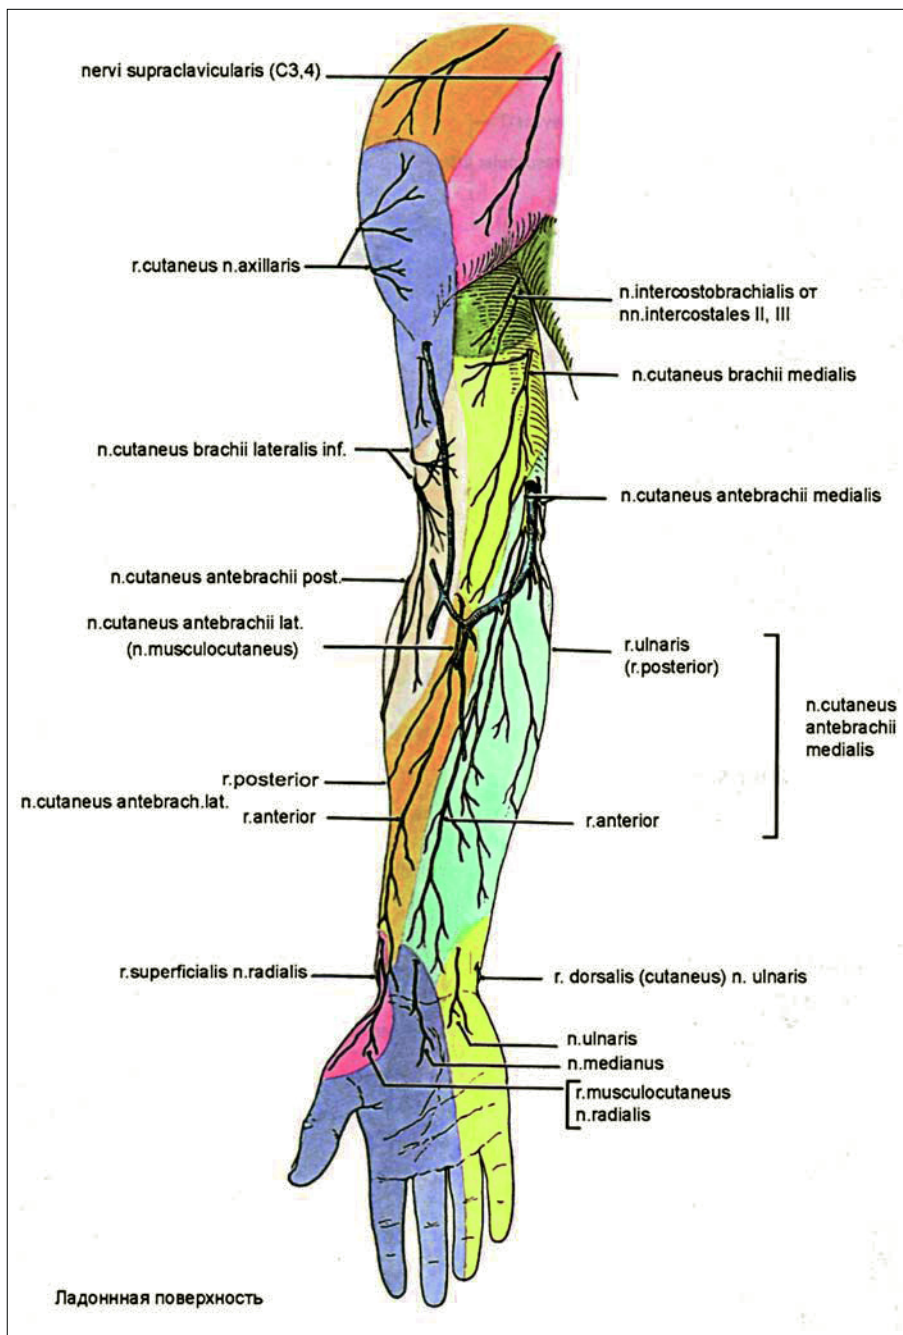 nervi supraclavicularis (C3,4)
r.cutaneus n.axillaris
n.intercostobrachialis от
nn.intercostales II, III
n.cutaneus brachii medialis
n.cutaneus brachii lateralis inf.
n.cutaneus antebrachii medialis
n.cutaneus antebrachii post.
n.cutaneus antebrachii lat.
(n.musculocutaneus)
r.ulnaris
(r.posterior)
n.cutaneus
antebrachii
medialis
r.posterior
n.cutaneus antebrach.lat.
r.anterior
r.anterior
r.superficialis n.radialis
r. dorsalis (cutaneus) n. ulnaris
n.ulnaris
n.medianus
r.musculocutaneus
n.radialis
Ладоннная поверхность